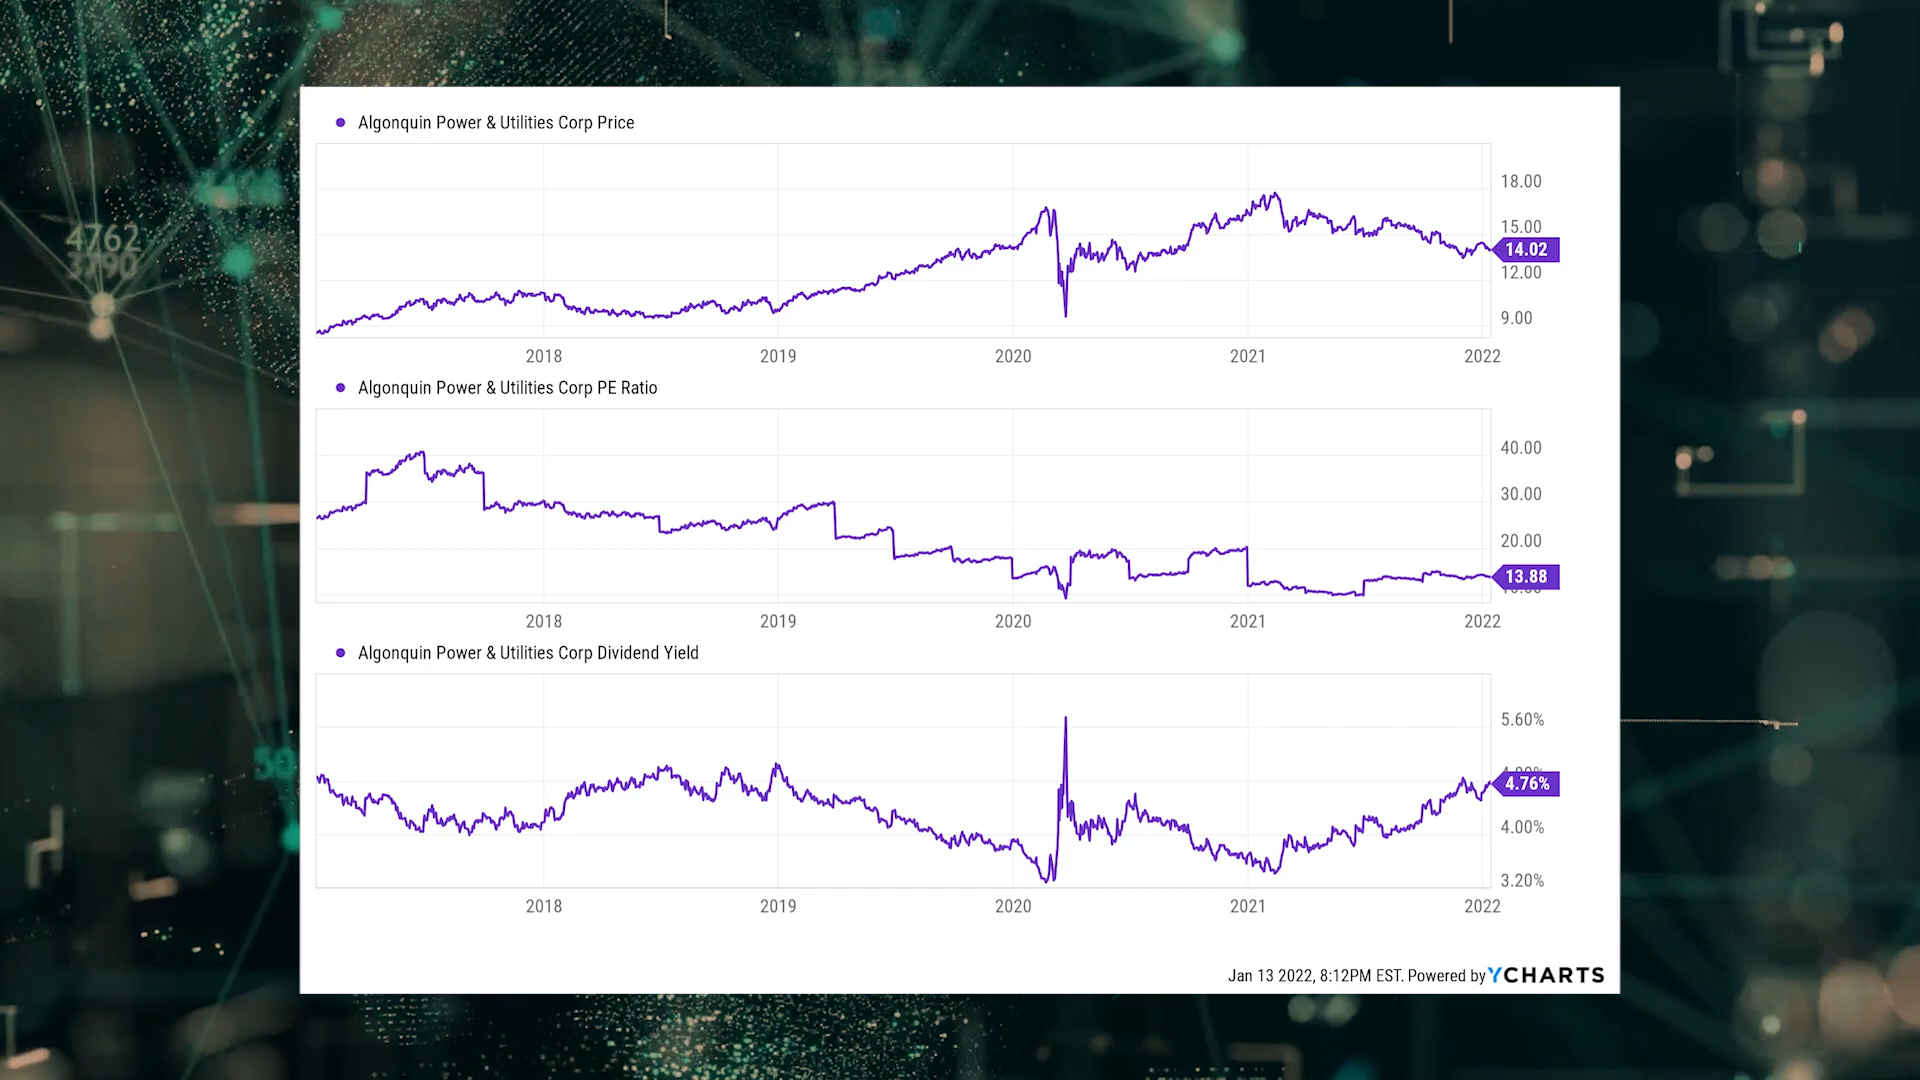 4762
3790
50
Algonquin Power & Utilities Corp Price
18.00
15.00
14.02
12.00
9.00
2018 2019 2020 2021 2022
Algonquin Power & Utilities Corp PE Ratio
40.00
30.00
20.00
13.88
2018 2019 2020 2021 2022
Algonquin Power & Utilities Corp Dividend Yield
5.60%
4.76%
4.00%
3.20%
2018 2019 2020 2021 2022
Jan 13 2022, 8:12PM EST. Powered by YCHARTS